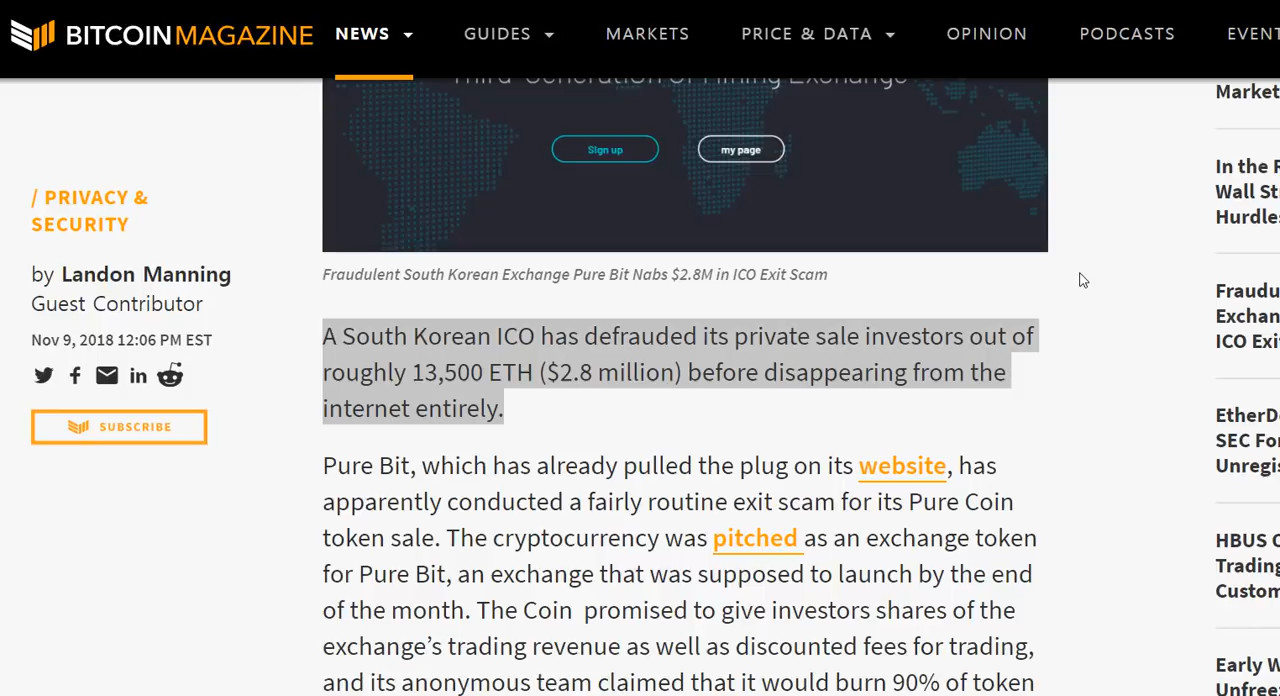 BITCOINMAGAZINE
NEWS GUIDES MARKETS PRICE & DATA OPINION PODCASTS
Third Generation of Mining Exchange
Sign up my page
/ PRIVACY &
SECURITY
by Landon Manning
Guest Contributor
Nov 9, 2018 12:06 PM EST
SUBSCRIBE
Fraudulent South Korean Exchange Pure Bit Nabs $2.8M in ICO Exit Scam
A South Korean ICO has defrauded its private sale investors out of
roughly 13,500 ETH ($2.8 million) before disappearing from the
internet entirely.
Pure Bit, which has already pulled the plug on its website, has
apparently conducted a fairly routine exit scam for its Pure Coin
token sale. The cryptocurrency was pitched as an exchange token
for Pure Bit, an exchange that was supposed to launch by the end
of the month. The Coin promised to give investors shares of the
exchange’s trading revenue as well as discounted fees for trading,
and its anonymous team claimed that it would burn 90% of token
Market
In the R
Wall St
Hurdle
Fraudu
Exchan
ICO Exi
EtherD
SEC Fo
Unregis
HBUS C
Trading
Custom
Early W
Unfree